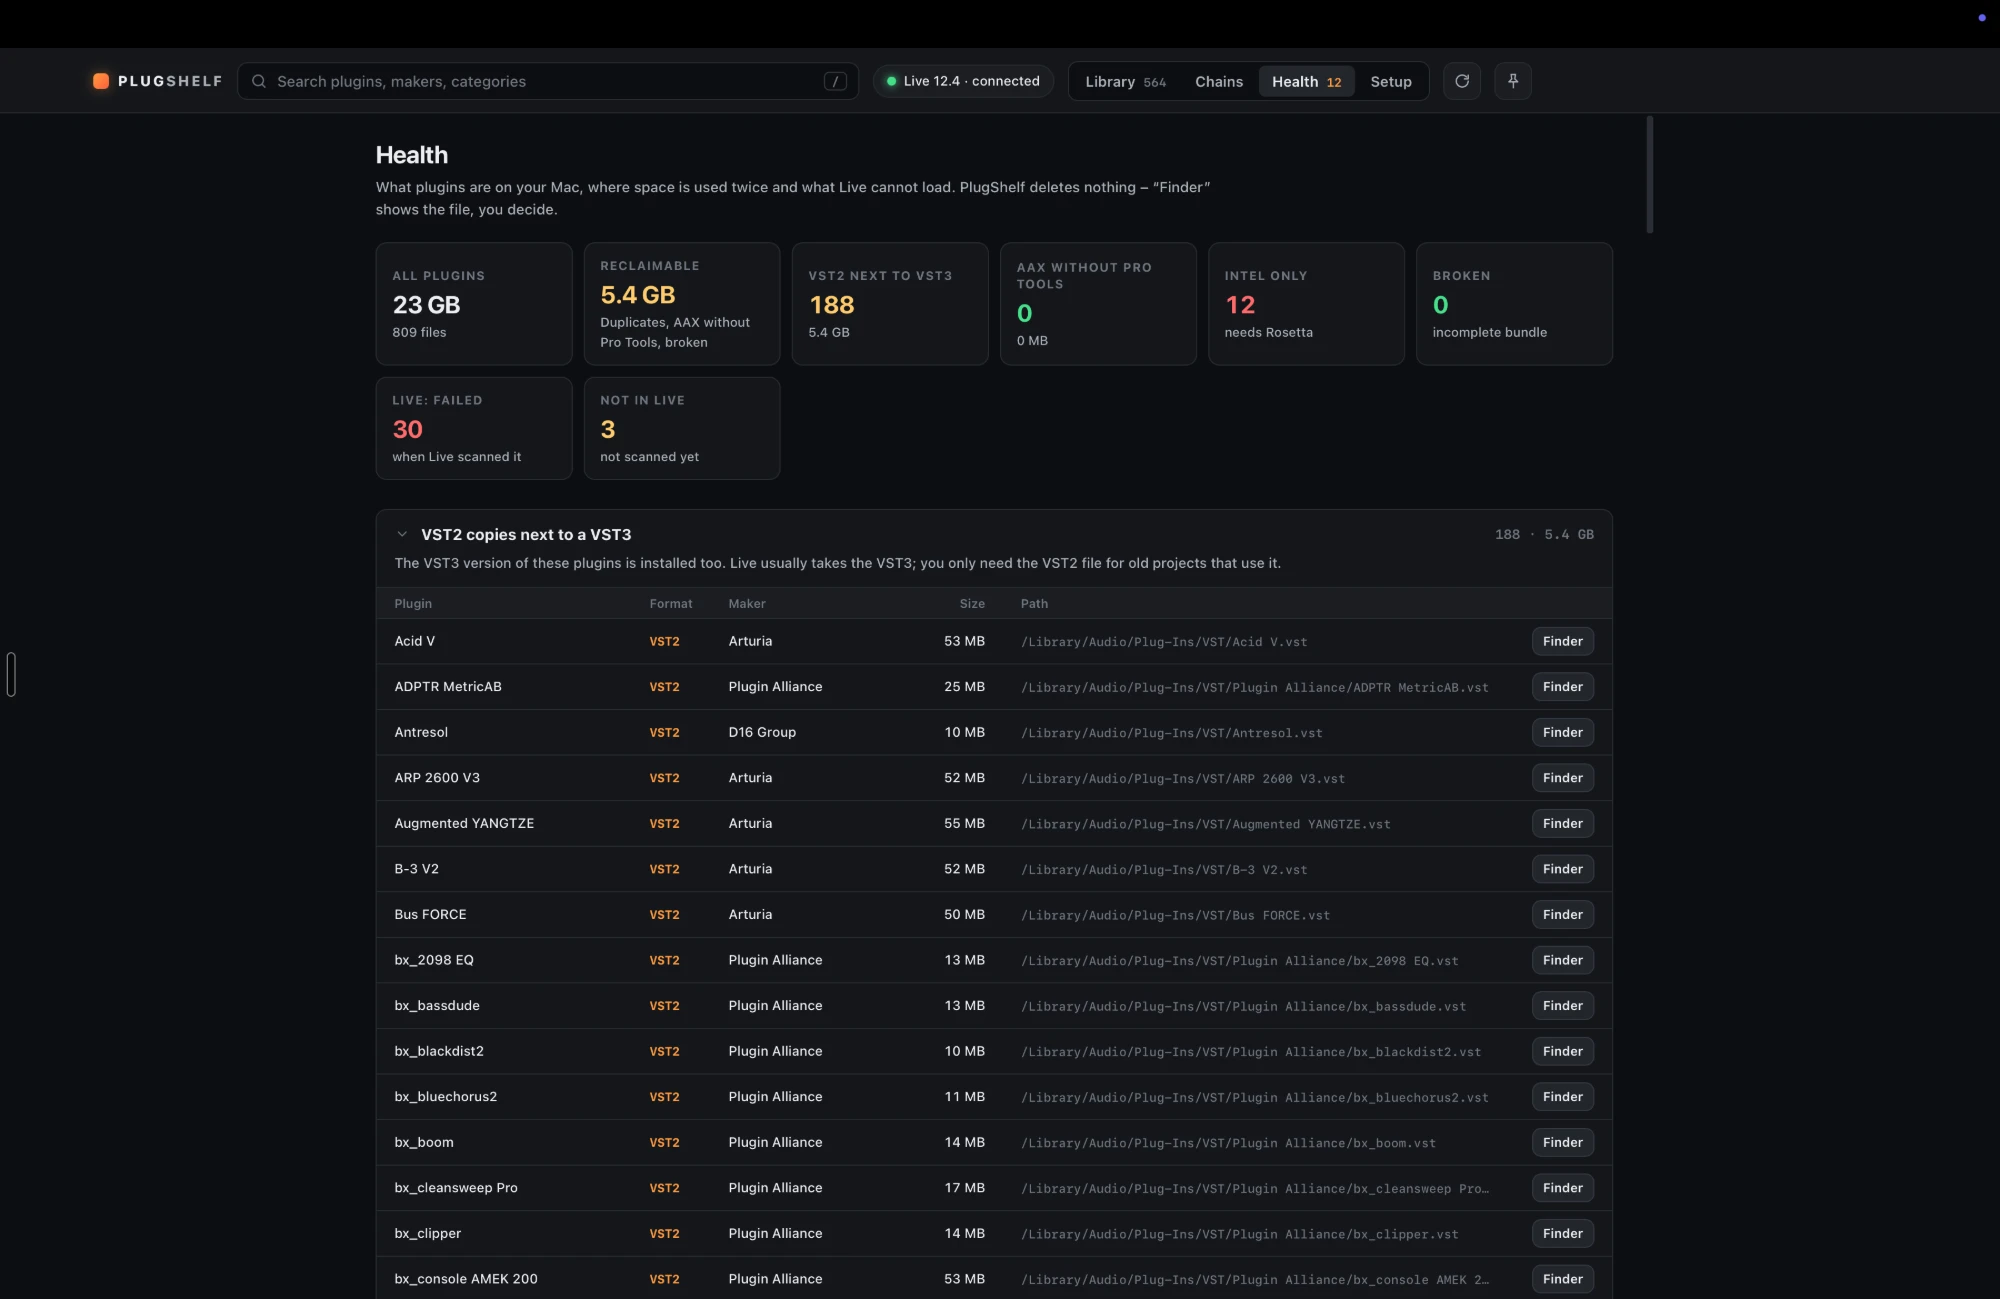 PLUGSHELF
Search plugins, makers, categories
/
Live 12.4 · connected
Library 564
Chains
Health 12
Setup
Health
What plugins are on your Mac, where space is used twice and what Live cannot load. PlugShelf deletes nothing – “Finder”
shows the file, you decide.
ALL PLUGINS
23 GB
809 files
RECLAIMABLE
5.4 GB
Duplicates, AAX without
Pro Tools, broken
VST2 NEXT TO VST3
188
5.4 GB
AAX WITHOUT PRO
TOOLS
0
0 MB
INTEL ONLY
12
needs Rosetta
BROKEN
0
incomplete bundle
LIVE: FAILED
30
when Live scanned it
NOT IN LIVE
3
not scanned yet
VST2 copies next to a VST3 188 · 5.4 GB
The VST3 version of these plugins is installed too. Live usually takes the VST3; you only need the VST2 file for old projects that use it.
Plugin Format Maker Size Path
Acid V VST2 Arturia 53 MB /Library/Audio/Plug-Ins/VST/Acid V.vst Finder
ADPTR MetricAB VST2 Plugin Alliance 25 MB /Library/Audio/Plug-Ins/VST/Plugin Alliance/ADPTR MetricAB.vst Finder
Antresol VST2 D16 Group 10 MB /Library/Audio/Plug-Ins/VST/Antresol.vst Finder
ARP 2600 V3 VST2 Arturia 52 MB /Library/Audio/Plug-Ins/VST/ARP 2600 V3.vst Finder
Augmented YANGTZE VST2 Arturia 55 MB /Library/Audio/Plug-Ins/VST/Augmented YANGTZE.vst Finder
B-3 V2 VST2 Arturia 52 MB /Library/Audio/Plug-Ins/VST/B-3 V2.vst Finder
Bus FORCE VST2 Arturia 50 MB /Library/Audio/Plug-Ins/VST/Bus FORCE.vst Finder
bx_2098 EQ VST2 Plugin Alliance 13 MB /Library/Audio/Plug-Ins/VST/Plugin Alliance/bx_2098 EQ.vst Finder
bx_bassdude VST2 Plugin Alliance 13 MB /Library/Audio/Plug-Ins/VST/Plugin Alliance/bx_bassdude.vst Finder
bx_blackdist2 VST2 Plugin Alliance 10 MB /Library/Audio/Plug-Ins/VST/Plugin Alliance/bx_blackdist2.vst Finder
bx_bluechorus2 VST2 Plugin Alliance 11 MB /Library/Audio/Plug-Ins/VST/Plugin Alliance/bx_bluechorus2.vst Finder
bx_boom VST2 Plugin Alliance 14 MB /Library/Audio/Plug-Ins/VST/Plugin Alliance/bx_boom.vst Finder
bx_cleansweep Pro VST2 Plugin Alliance 17 MB /Library/Audio/Plug-Ins/VST/Plugin Alliance/bx_cleansweep Pro… Finder
bx_clipper VST2 Plugin Alliance 14 MB /Library/Audio/Plug-Ins/VST/Plugin Alliance/bx_clipper.vst Finder
bx_console AMEK 200 VST2 Plugin Alliance 53 MB /Library/Audio/Plug-Ins/VST/Plugin Alliance/bx_console AMEK 2… Finder